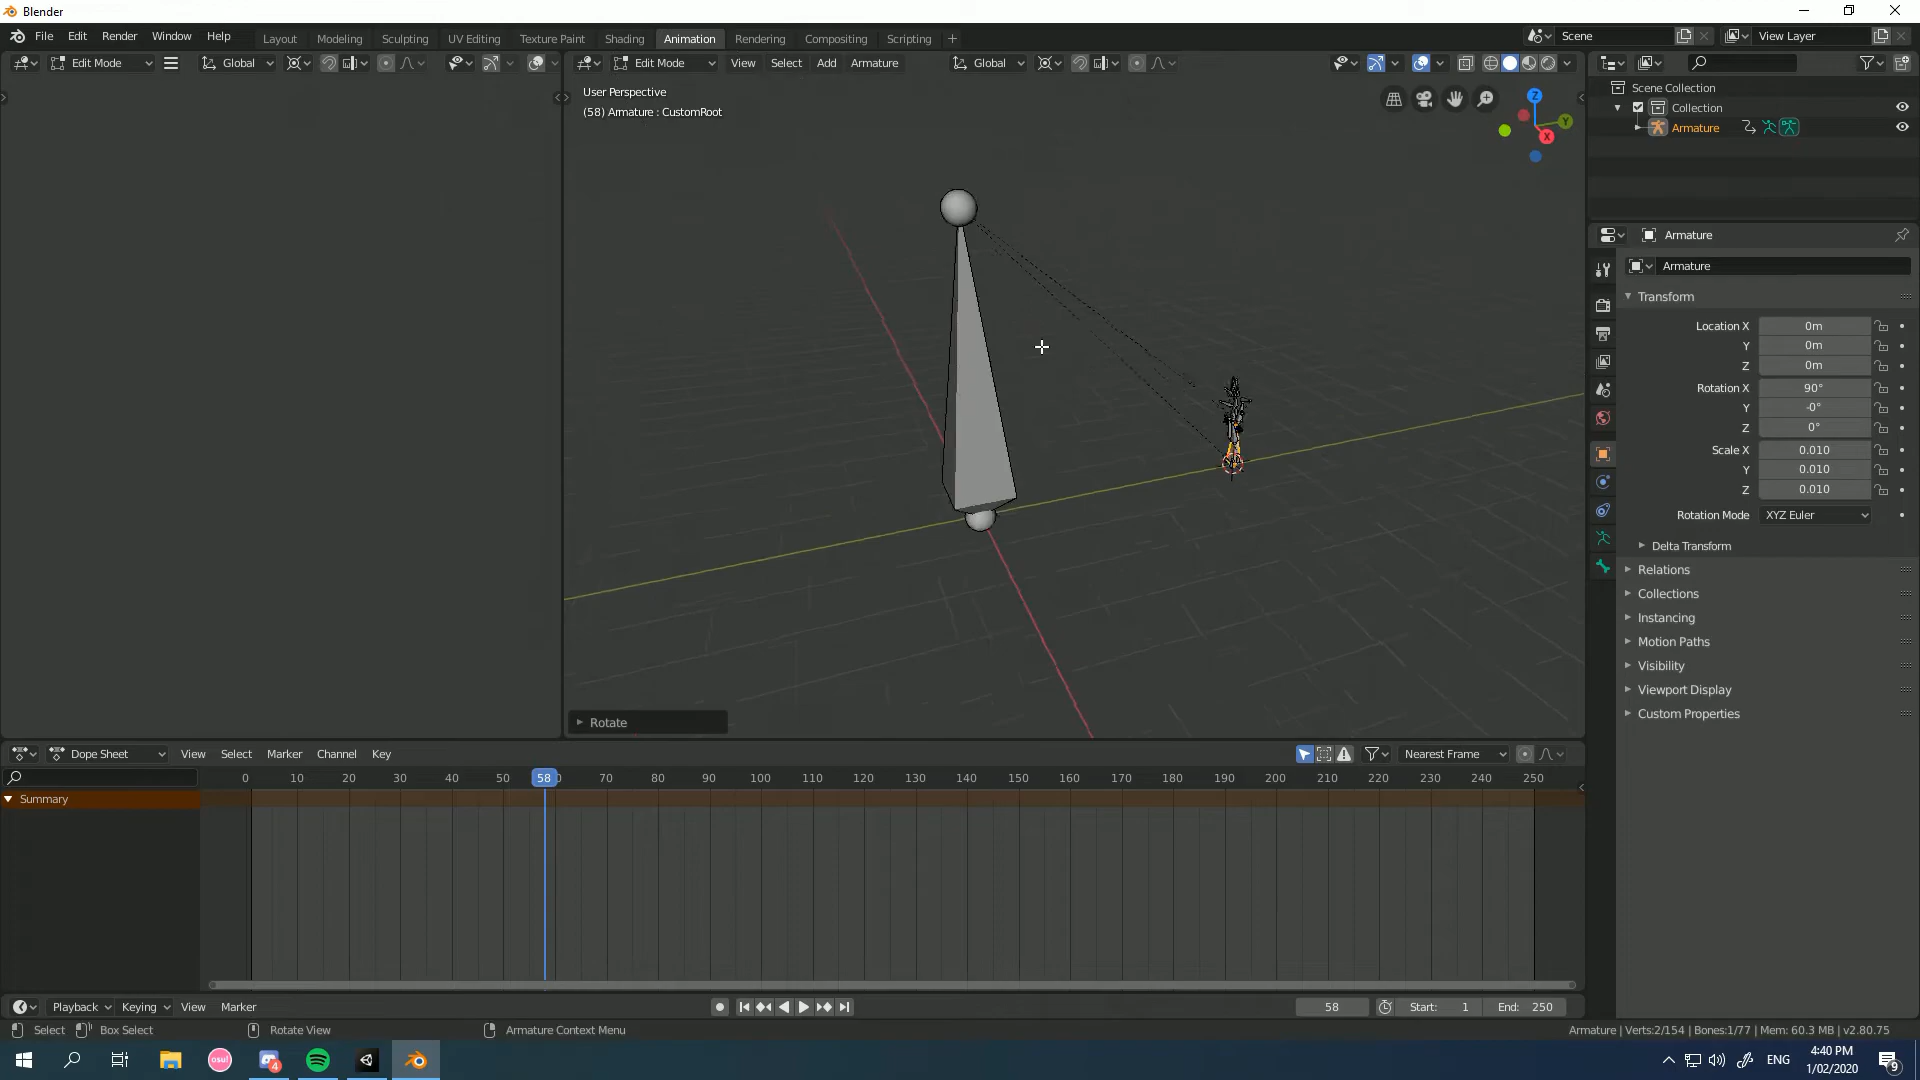 Blender
File Edit Render Window Help
Layout Modeling Sculpting UV Editing Texture Paint Shading Animation Rendering Compositing Scripting
Scene View Layer
Edit Mode Global
Edit Mode View Select Add Armature Global
User Perspective
(58) Armature : CustomRoot
Z
Y
X
Rotate
Scene Collection
Collection
Armature
Armature
Armature
Transform
Location X 0m
Y 0m
Z 0m
Rotation X 90°
Y -0°
Z 0°
Scale X 0.010
Y 0.010
Z 0.010
Rotation Mode XYZ Euler
Delta Transform
Relations
Collections
Instancing
Motion Paths
Visibility
Viewport Display
Custom Properties
Dope Sheet View Select Marker Channel Key Nearest Frame
0 10 20 30 40 50 58 70 80 90 100 110 120 130 140 150 160 170 180 190 200 210 220 230 240 250
Summary
Playback Keying View Marker 58 Start: 1 End: 250
Select Box Select Rotate View Armature Context Menu Armature | Verts:2/154 | Bones:1/77 | Mem: 60.3 MB | v2.80.75
osu! 4 ENG 4:40 PM
1/02/2020 9